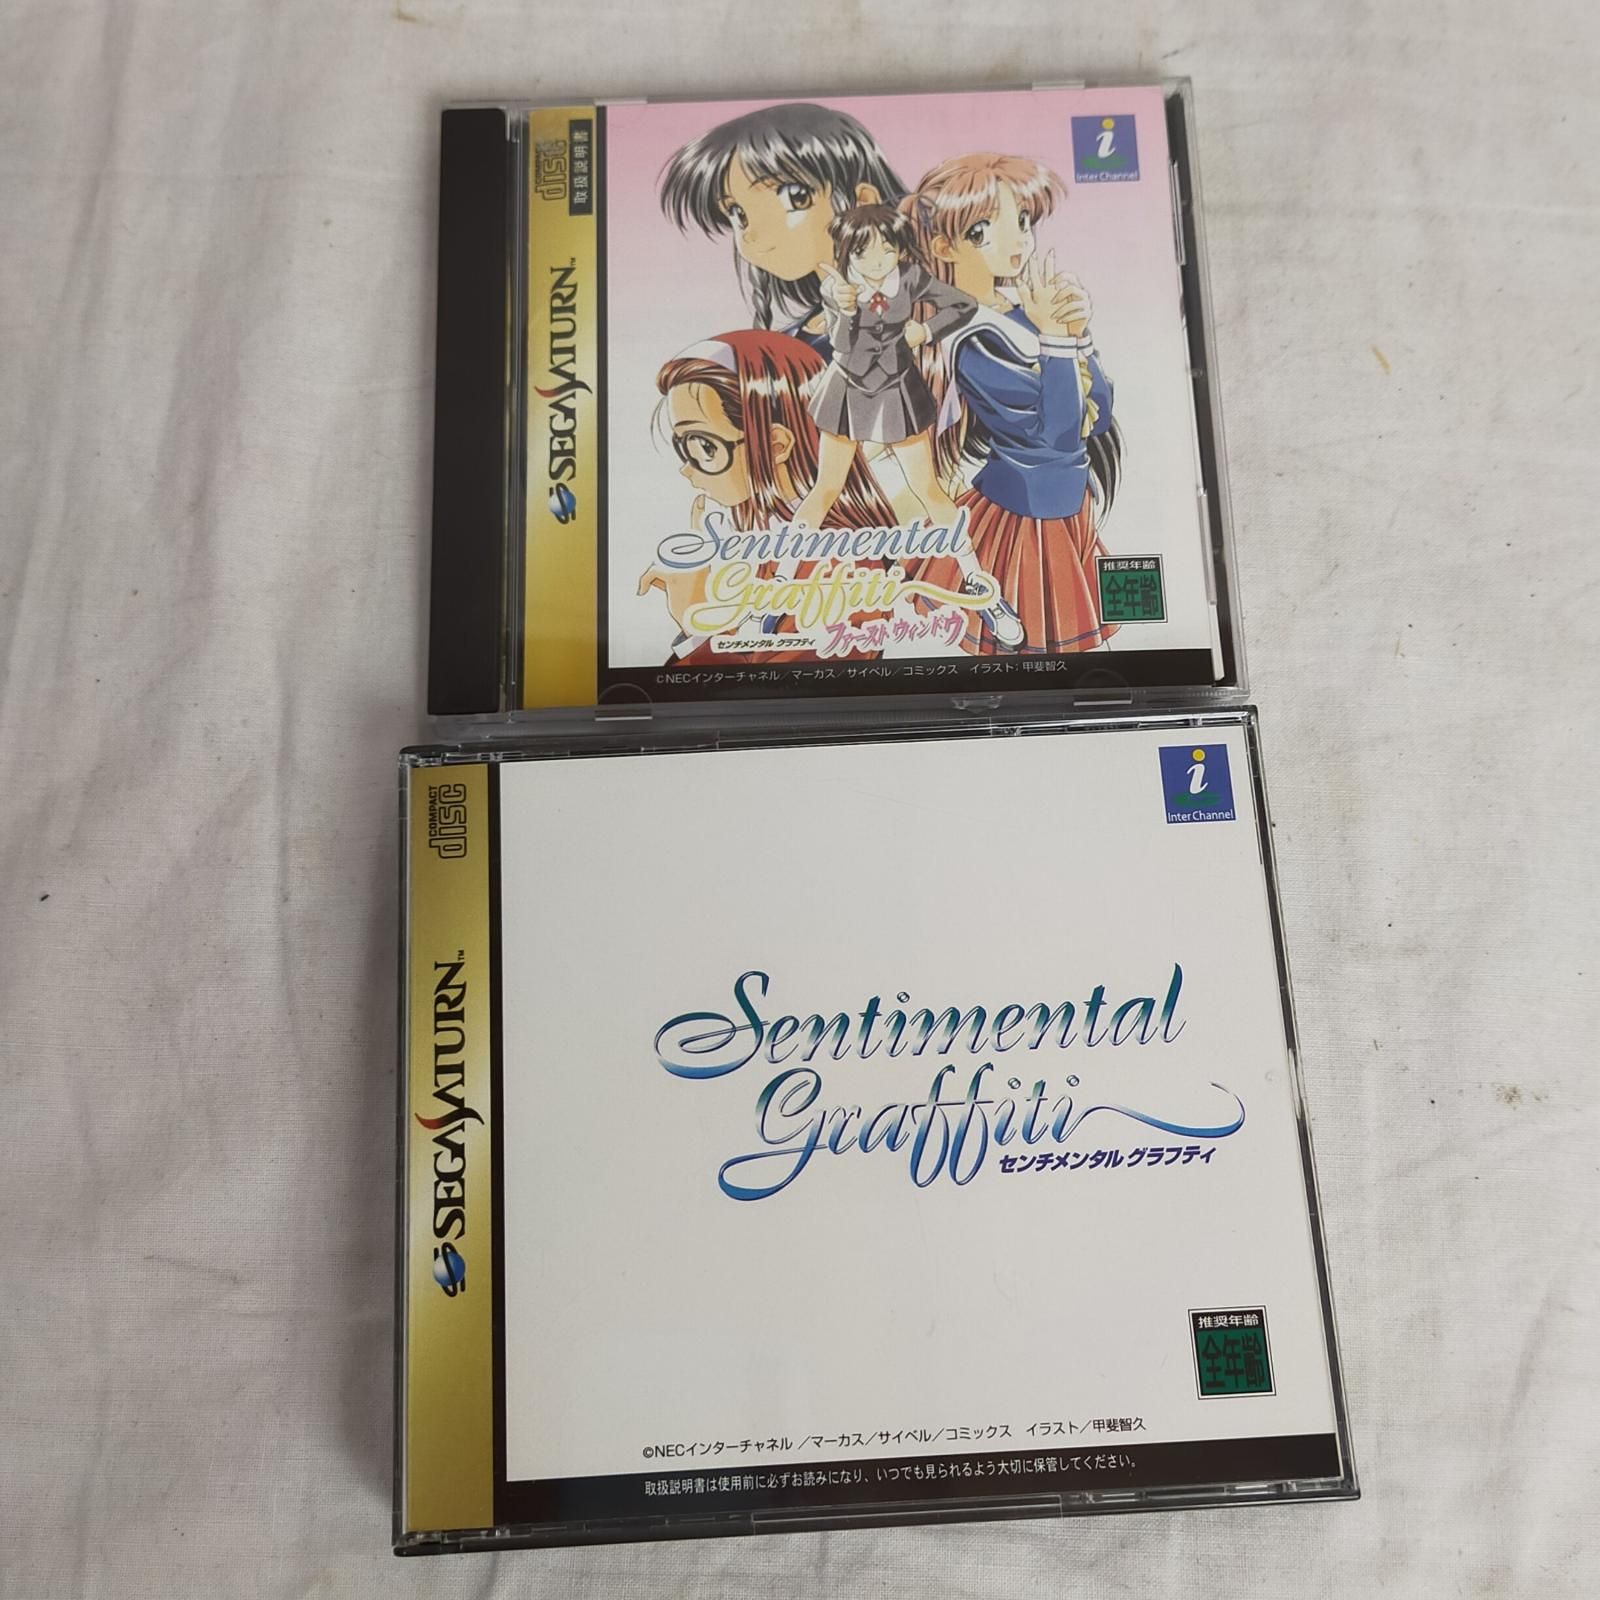 COMPACT
disc
取扱説明書
SEGA SATURN™
i
Inter Channel
Sentimental
Graffiti
センチメンタル グラフティ ファースト ウィンドウ
推奨年齢
全年齢
©NECインターチャネル／マーカス／サイベル／コミックス イラスト:甲斐智久
COMPACT
disc
SEGA SATURN™
i
Inter Channel
Sentimental
Graffiti
センチメンタル グラフティ
推奨年齢
全年齢
©NECインターチャネル／マーカス／サイベル／コミックス イラスト／甲斐智久
取扱説明書は使用前に必ずお読みになり、いつでも見られるよう大切に保管してください。